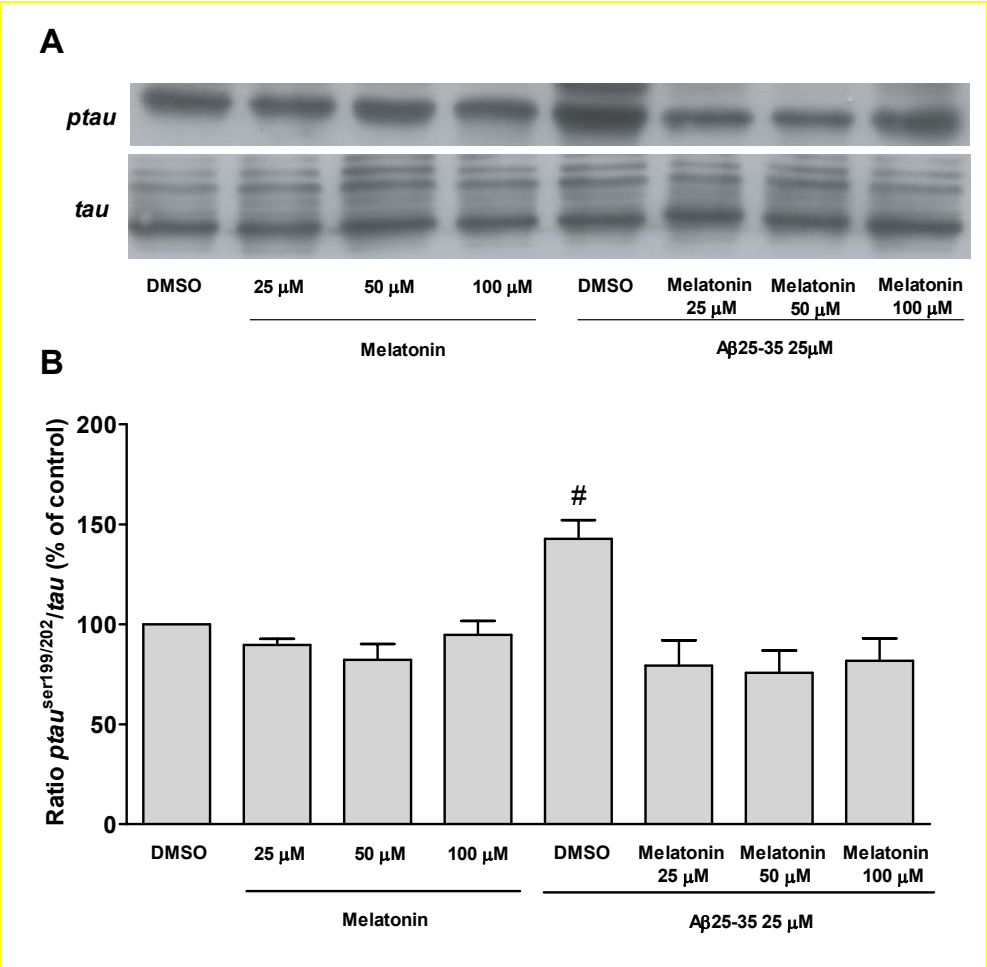 A
ptau
tau
DMSO 25 μM 50 μM 100 μM DMSO Melatonin Melatonin Melatonin
25 μM 50 μM 100 μM
Melatonin Aβ25-35 25μM
B
Ratio ptau^ser199/202/tau (% of control)
200
150
100
50
0
#
DMSO 25 μM 50 μM 100 μM DMSO Melatonin Melatonin Melatonin
25 μM 50 μM 100 μM
Melatonin Aβ25-35 25 μM